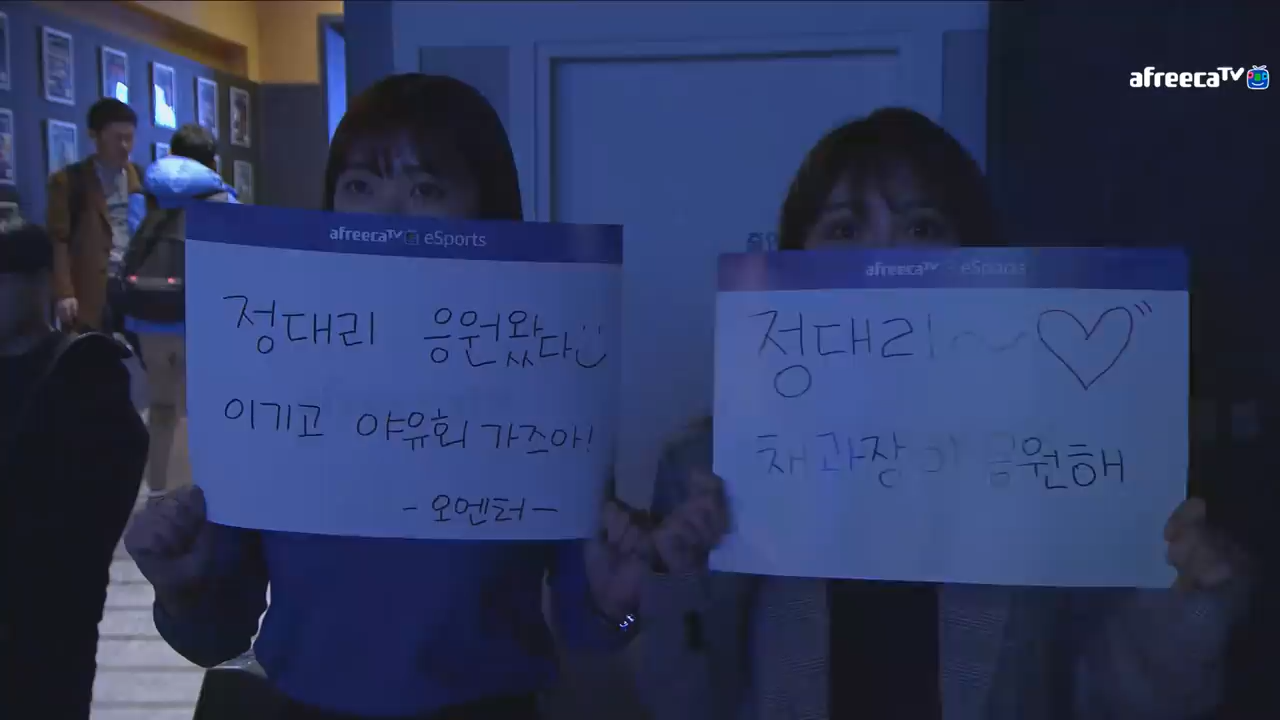 afreecaTV
afreecaTV eSports
정대리 응원왔다
이기고 야유회 가즈아!
- 오엔터 -
afreecaTV eSports
정대리~
채과장이 응원해